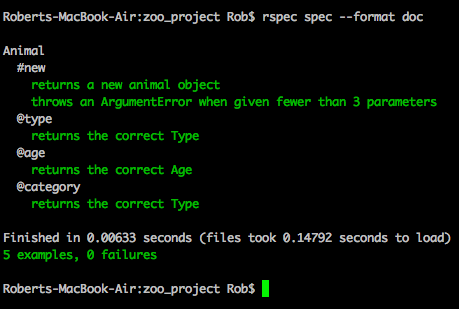 Roberts-MacBook-Air:zoo_project Rob$ rspec spec --format doc
Animal
#new
returns a new animal object
throws an ArgumentError when given fewer than 3 parameters
@type
returns the correct Type
@age
returns the correct Age
@category
returns the correct Type
Finished in 0.00633 seconds (files took 0.14792 seconds to load)
5 examples, 0 failures
Roberts-MacBook-Air:zoo_project Rob$